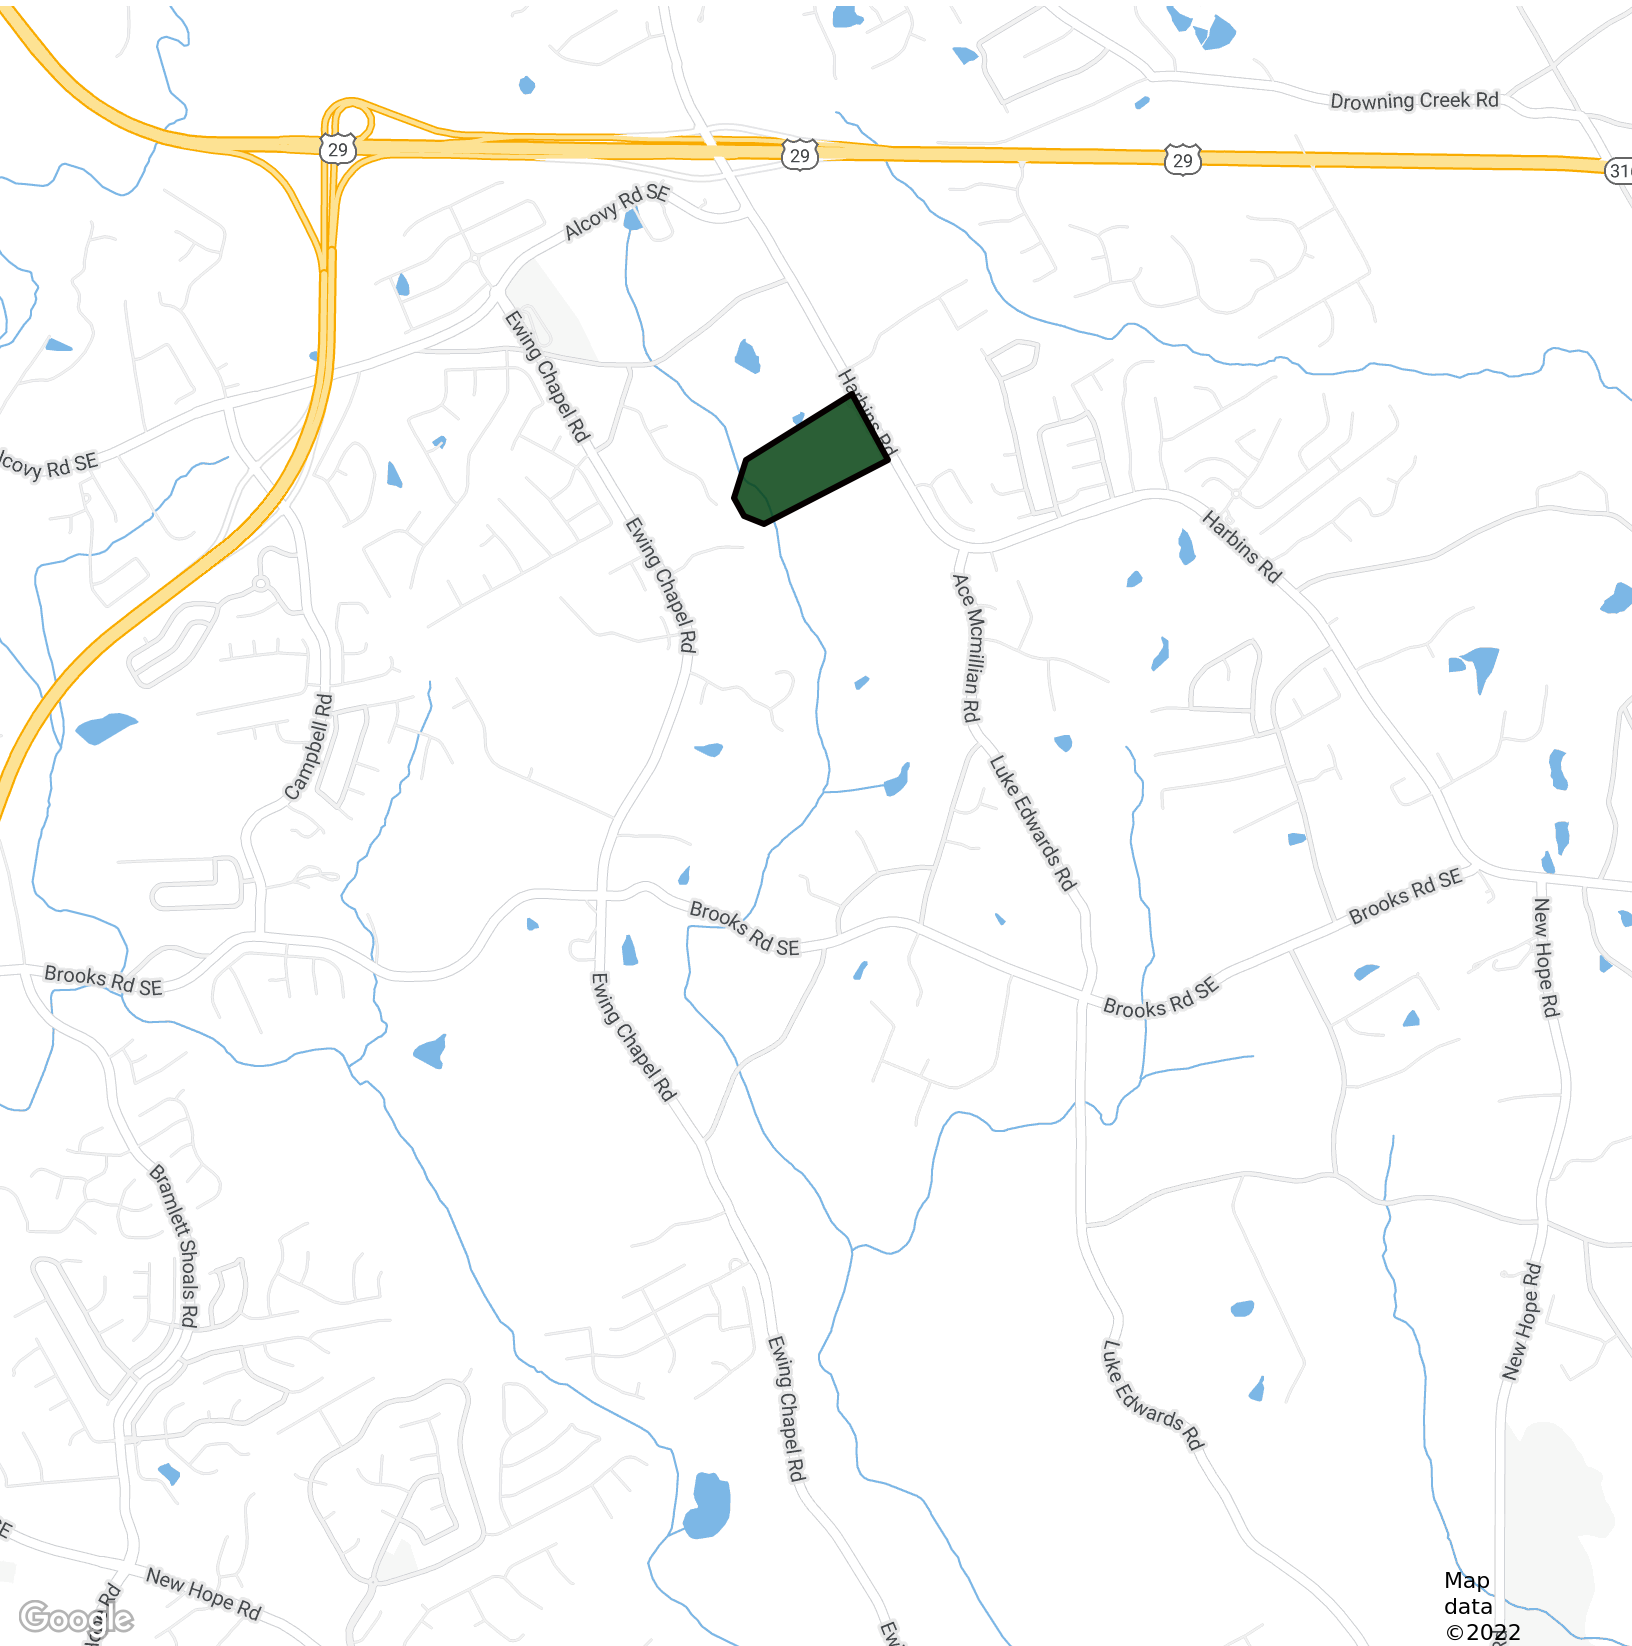 Drowning Creek Rd
29
29
29
Alcovy Rd SE
Ewing Chapel Rd
Harbins Rd
Alcovy Rd SE
Harbins Rd
Ewing Chapel Rd
Ace Mcmillian Rd
Campbell Rd
Luke Edwards Rd
Brooks Rd SE
Brooks Rd SE
New Hope Rd
Brooks Rd SE
Brooks Rd SE
Ewing Chapel Rd
Bramlett Shoals Rd
New Hope Rd
Ewing Chapel Rd
Luke Edwards Rd
New Hope Rd
Map
data
©2022
Google